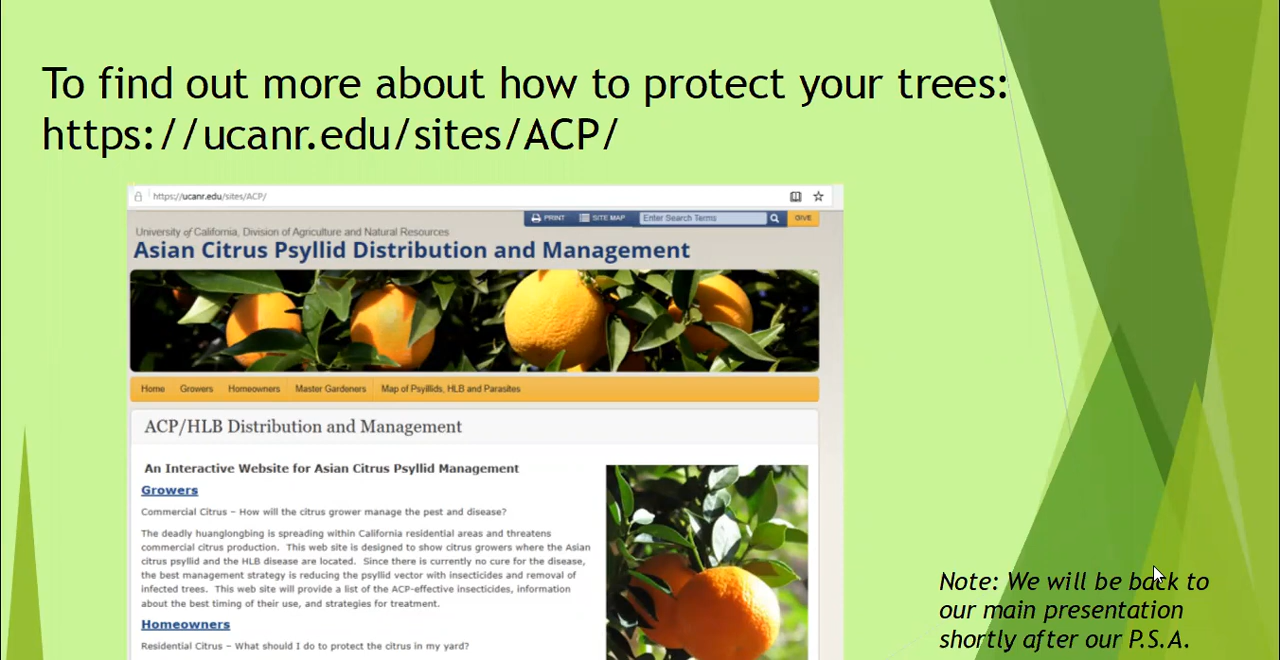 To find out more about how to protect your trees:
https://ucanr.edu/sites/ACP/
https://ucanr.edu/sites/ACP/
PRINT SITE MAP Enter Search Terms GIVE
University of California, Division of Agriculture and Natural Resources
Asian Citrus Psyllid Distribution and Management
Home Growers Homeowners Master Gardeners Map of Psyllids, HLB and Parasites
ACP/HLB Distribution and Management
An Interactive Website for Asian Citrus Psyllid Management
Growers
Commercial Citrus – How will the citrus grower manage the pest and disease?
The deadly huanglongbing is spreading within California residential areas and threatens
commercial citrus production. This web site is designed to show citrus growers where the Asian
citrus psyllid and the HLB disease are located. Since there is currently no cure for the disease,
the best management strategy is reducing the psyllid vector with insecticides and removal of
infected trees. This web site will provide a list of the ACP-effective insecticides, information
about the best timing of their use, and strategies for treatment.
Homeowners
Residential Citrus – What should I do to protect the citrus in my yard?
Note: We will be back to
our main presentation
shortly after our P.S.A.